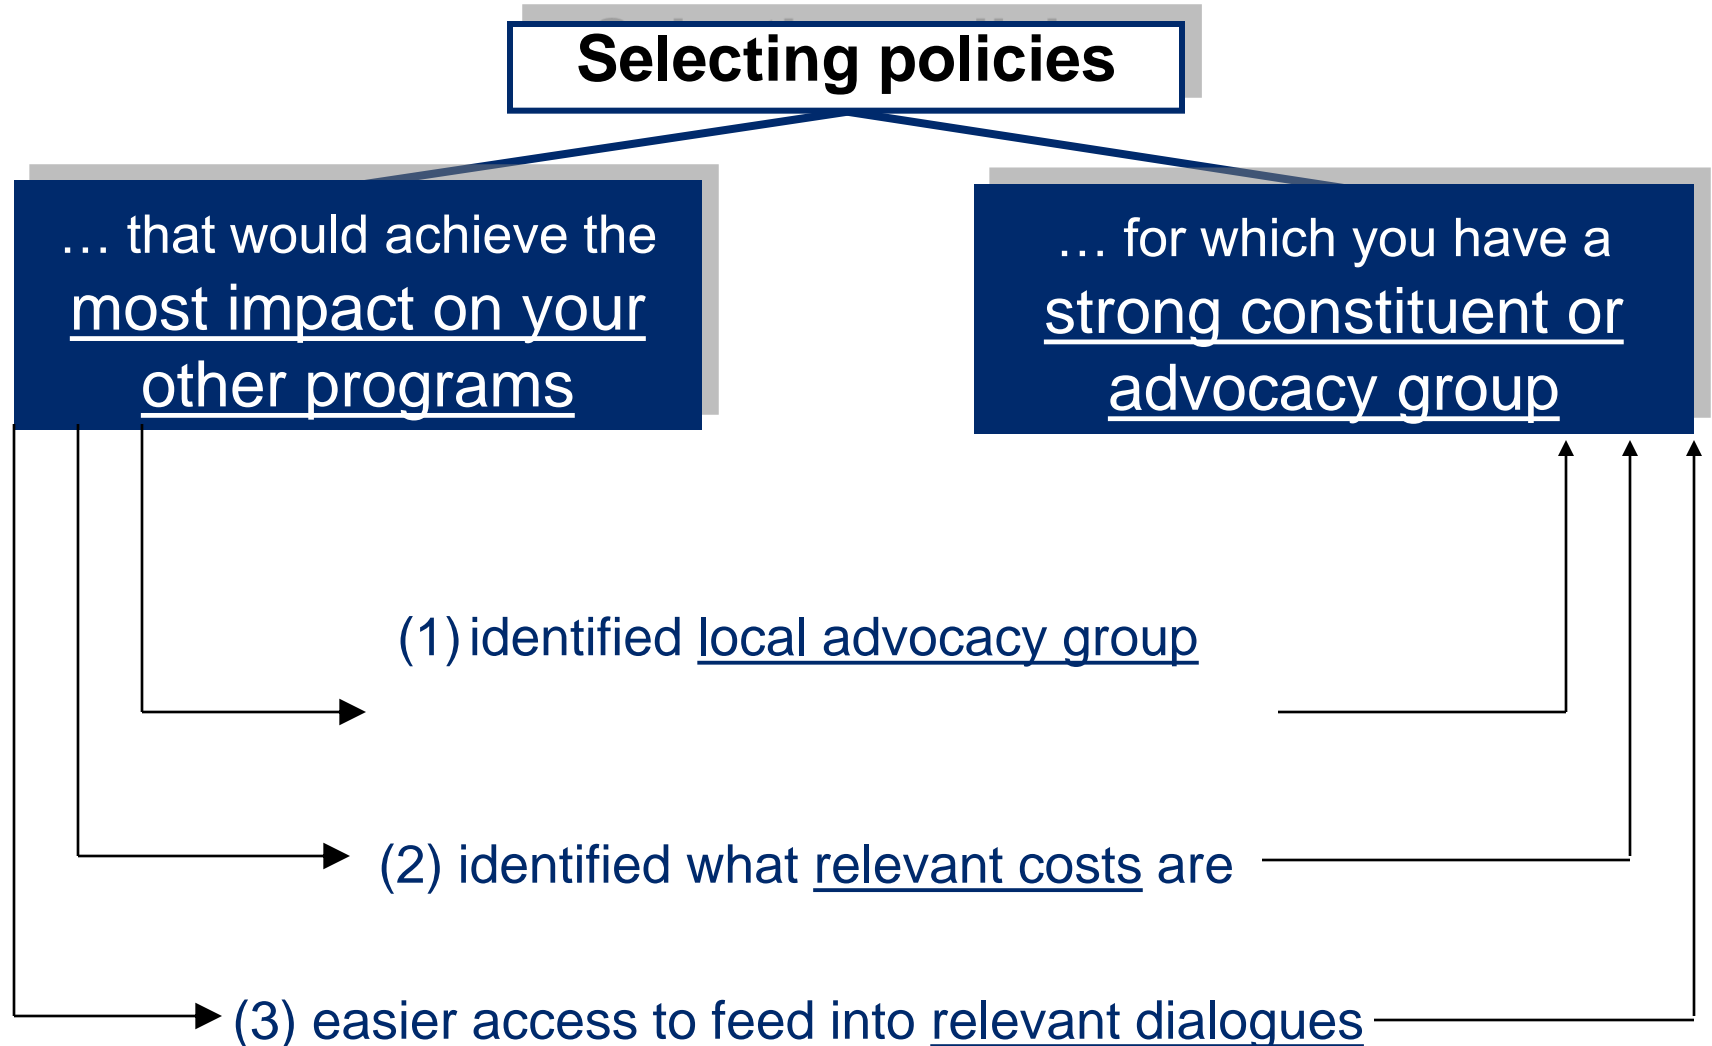 Selecting policies
… that would achieve the
most impact on your
other programs
… for which you have a
strong constituent or
advocacy group
(1) identified local advocacy group
(2) identified what relevant costs are
(3) easier access to feed into relevant dialogues